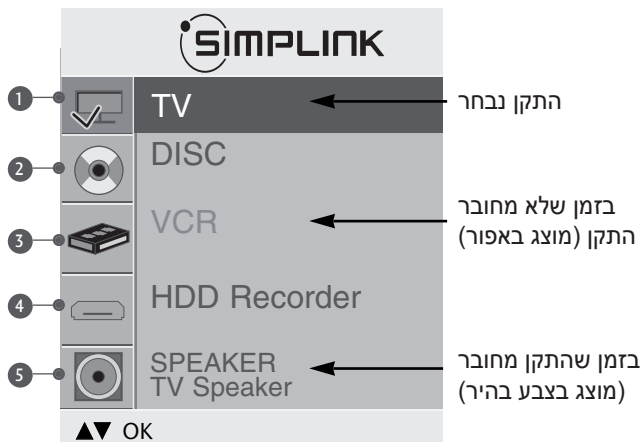 SIMPLINK
1
TV
התקן נבחר
2
DISC
3
VCR
בזמן שלא מחובר
התקן (מוצג באפור)
4
HDD Recorder
5
SPEAKER
TV Speaker
בזמן שהתקן מחובר
(מוצג בצבע בהיר)
▲▼ OK